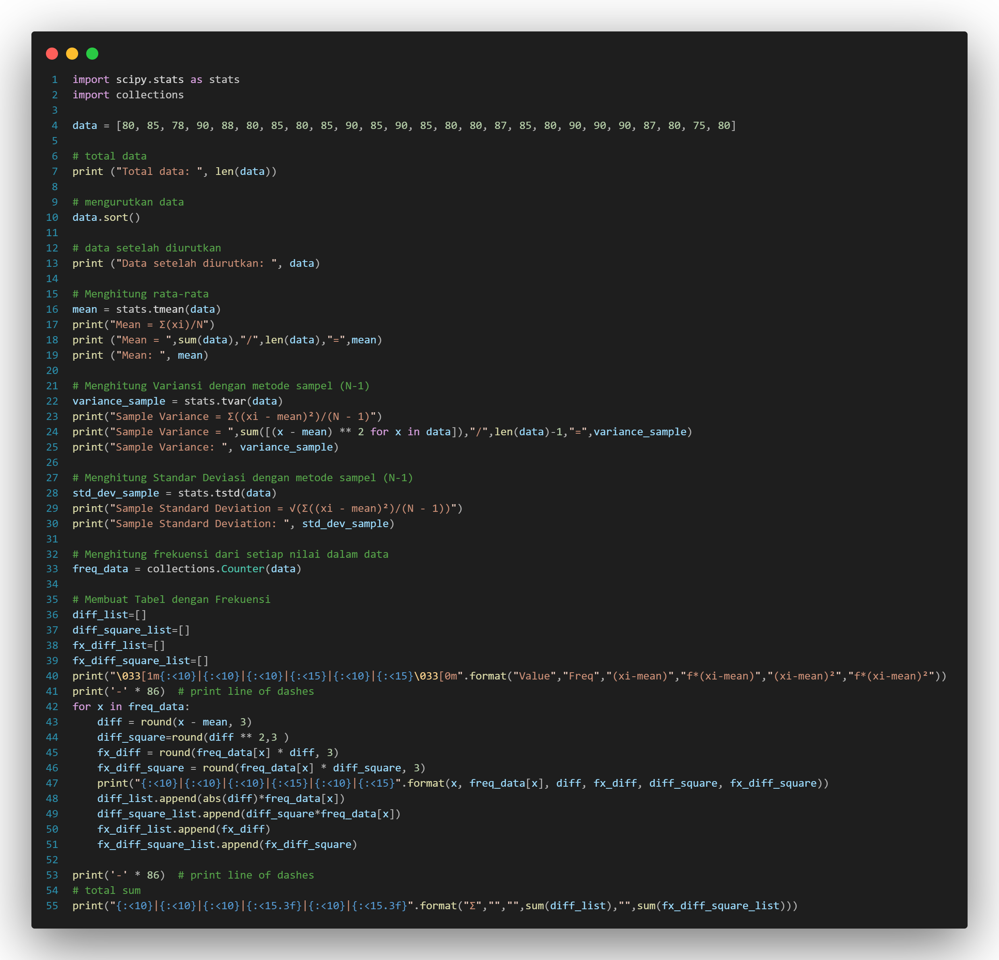 1 import scipy.stats as stats
2 import collections
3
4 data = [80, 85, 78, 90, 88, 80, 85, 80, 85, 90, 85, 90, 85, 80, 80, 87, 85, 80, 90, 90, 90, 87, 80, 75, 80]
5
6 # total data
7 print ("Total data: ", len(data))
8
9 # mengurutkan data
10 data.sort()
11
12 # data setelah diurutkan
13 print ("Data setelah diurutkan: ", data)
14
15 # Menghitung rata-rata
16 mean = stats.tmean(data)
17 print("Mean = Σ(xi)/N")
18 print ("Mean = ",sum(data),"/",len(data),"=",mean)
19 print ("Mean: ", mean)
20
21 # Menghitung Variansi dengan metode sampel (N-1)
22 variance_sample = stats.tvar(data)
23 print("Sample Variance = Σ((xi - mean)²)/(N - 1)")
24 print("Sample Variance = ",sum([(x - mean) ** 2 for x in data]),"/",len(data)-1,"=",variance_sample)
25 print("Sample Variance: ", variance_sample)
26
27 # Menghitung Standar Deviasi dengan metode sampel (N-1)
28 std_dev_sample = stats.tstd(data)
29 print("Sample Standard Deviation = √(Σ((xi - mean)²)/(N - 1))")
30 print("Sample Standard Deviation: ", std_dev_sample)
31
32 # Menghitung frekuensi dari setiap nilai dalam data
33 freq_data = collections.Counter(data)
34
35 # Membuat Tabel dengan Frekuensi
36 diff_list=[]
37 diff_square_list=[]
38 fx_diff_list=[]
39 fx_diff_square_list=[]
40 print("\033[1m{:<10}|{:<10}|{:<10}|{:<15}|{:<10}|{:<15}\033[0m".format("Value","Freq","(xi-mean)","f*(xi-mean)","(xi-mean)²","f*(xi-mean)²"))
41 print('-' * 86)  # print line of dashes
42 for x in freq_data:
43     diff = round(x - mean, 3)
44     diff_square=round(diff ** 2,3 )
45     fx_diff = round(freq_data[x] * diff, 3)
46     fx_diff_square = round(freq_data[x] * diff_square, 3)
47     print("{:<10}|{:<10}|{:<10}|{:<15}|{:<10}|{:<15}".format(x, freq_data[x], diff, fx_diff, diff_square, fx_diff_square))
48     diff_list.append(abs(diff)*freq_data[x])
49     diff_square_list.append(diff_square*freq_data[x])
50     fx_diff_list.append(fx_diff)
51     fx_diff_square_list.append(fx_diff_square)
52
53 print('-' * 86)  # print line of dashes
54 # total sum
55 print("{:<10}|{:<10}|{:<10}|{:<15.3f}|{:<10}|{:<15.3f}".format("Σ","","",sum(diff_list),"",sum(fx_diff_square_list)))